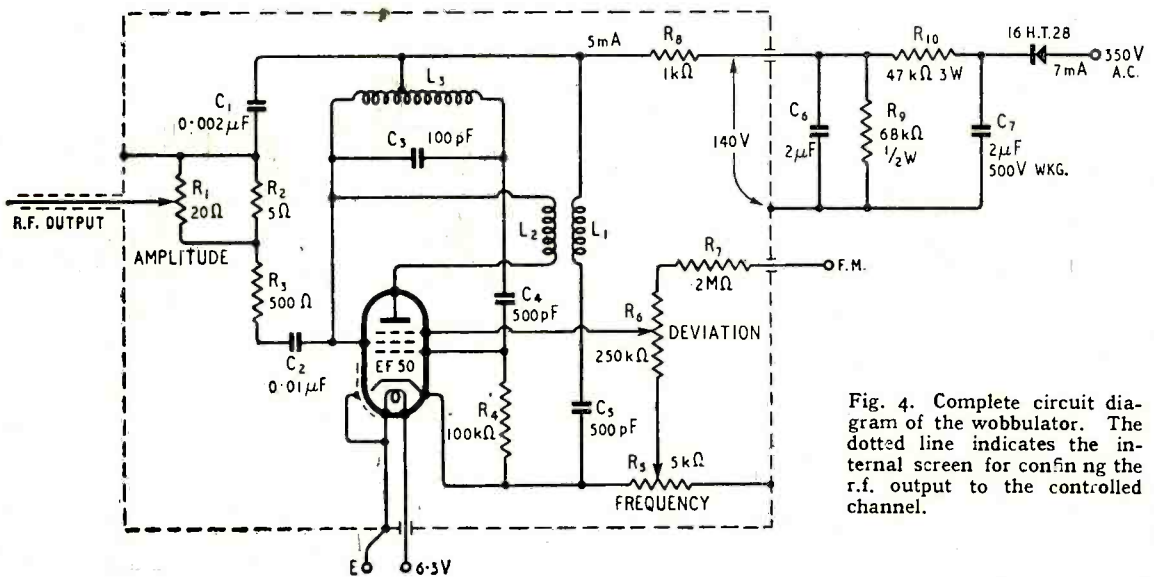 5mA
R8
1kΩ
R10
47kΩ 3W
16 H.T.28
7mA
350V
A.C.
L3
C1
0·002μF
C3
100pF
140V
C6
2μF
R9
68kΩ
1/2W
C7
2μF
500V WKG.
R1
20Ω
R2
5Ω
R.F. OUTPUT
AMPLITUDE
L2
L1
R7
2MΩ
F.M.
R3
500Ω
C4
500pF
R6
DEVIATION
250kΩ
C2
0·01μF
EF50
R4
100kΩ
C5
500pF
R5
5kΩ
FREQUENCY
E
6·3V
Fig. 4. Complete circuit dia-
gram of the wobbulator. The
dotted line indicates the in-
ternal screen for confin ng the
r.f. output to the controlled
channel.